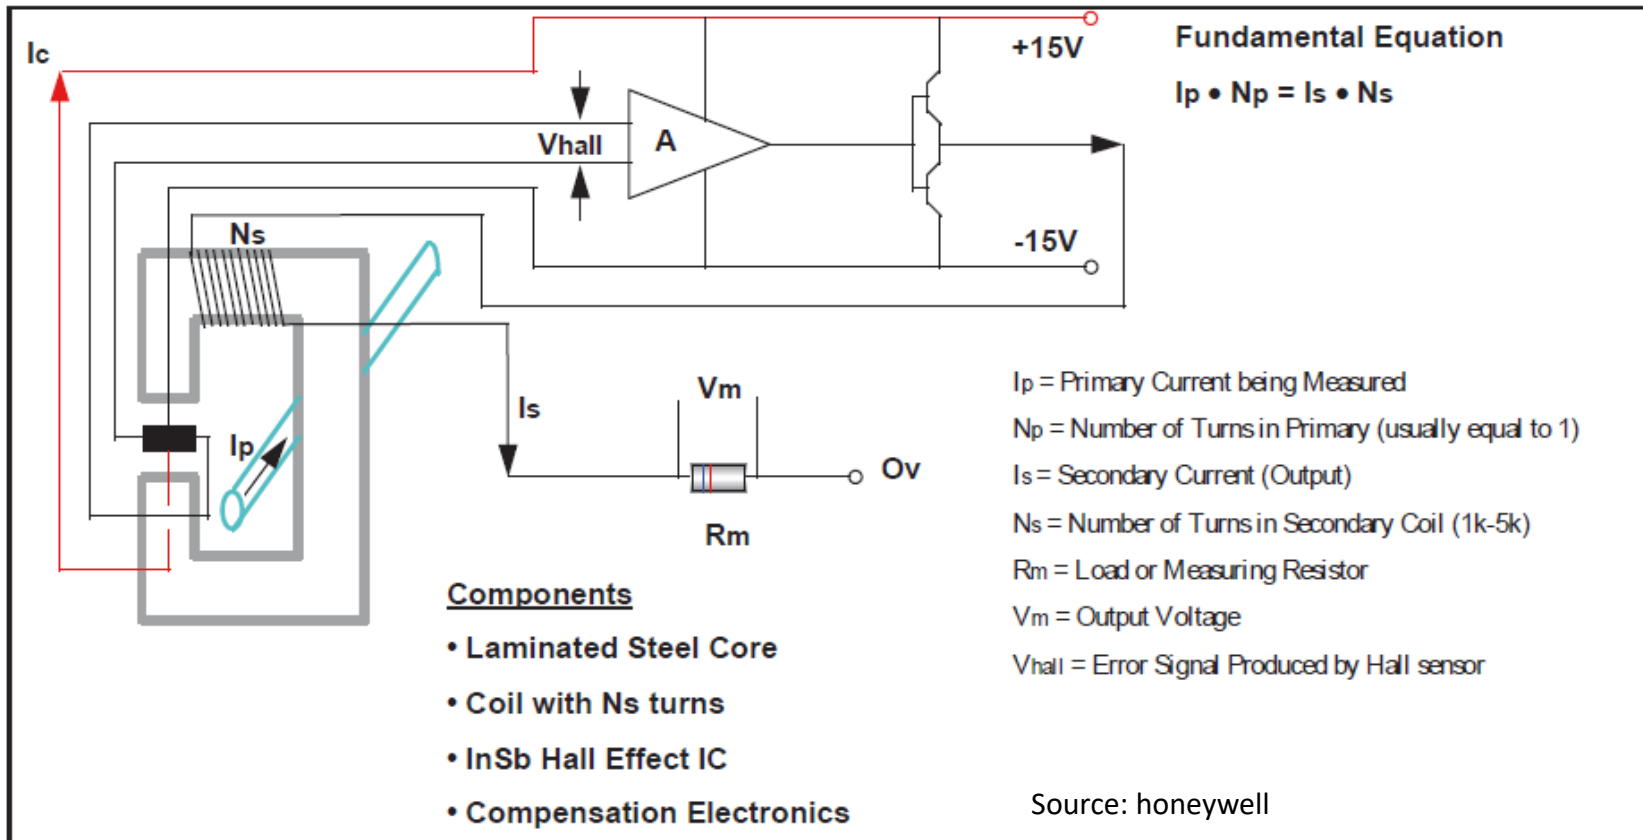 Ic
+15V
Fundamental Equation
Ip • Np = Is • Ns
Vhall
A
Ns
-15V
Ip
Is
Vm
Ov
Rm
Ip = Primary Current being Measured
Np = Number of Turns in Primary (usually equal to 1)
Is = Secondary Current (Output)
Ns = Number of Turns in Secondary Coil (1k-5k)
Rm = Load or Measuring Resistor
Vm = Output Voltage
Vhall = Error Signal Produced by Hall sensor
Components
• Laminated Steel Core
• Coil with Ns turns
• InSb Hall Effect IC
• Compensation Electronics
Source: honeywell